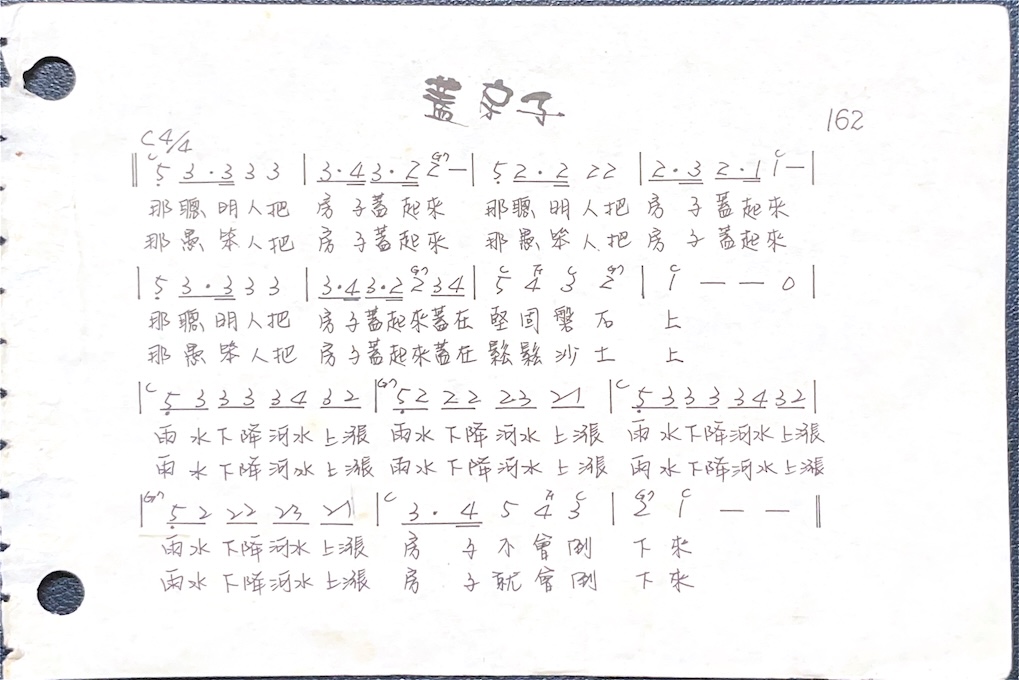 蓋房子
162
C 4/4
C G7 C
‖ 5 3·3 3 3 | 3·4 3·2 2 — | 5 2·2 2 2 | 2·3 2·1 1 — |
那聰明人把 房子蓋起來 那聰明人把 房子蓋起來
那愚笨人把 房子蓋起來 那愚笨人把 房子蓋起來
G7 C F C G7 C
| 5 3·3 3 3 | 3·4 3·2 2 3 4 | 5 4 3 2 | 1 — — 0 |
那聰明人把 房子蓋起來蓋在 堅固磐石 上
那愚笨人把 房子蓋起來蓋在 鬆鬆沙土 上
C G7 C
| 5 3 3 3 3 4 3 2 | 5 2 2 2 2 3 2 1 | 5 3 3 3 3 4 3 2 |
雨水下降河水上漲 雨水下降河水上漲 雨水下降河水上漲
雨水下降河水上漲 雨水下降河水上漲 雨水下降河水上漲
G7 C F C G7 C
| 5 2 2 2 2 3 2 1 | 3· 4 5 4 3 | 2 1 — — ‖
雨水下降河水上漲 房子不會倒 下來
雨水下降河水上漲 房子就會倒 下來